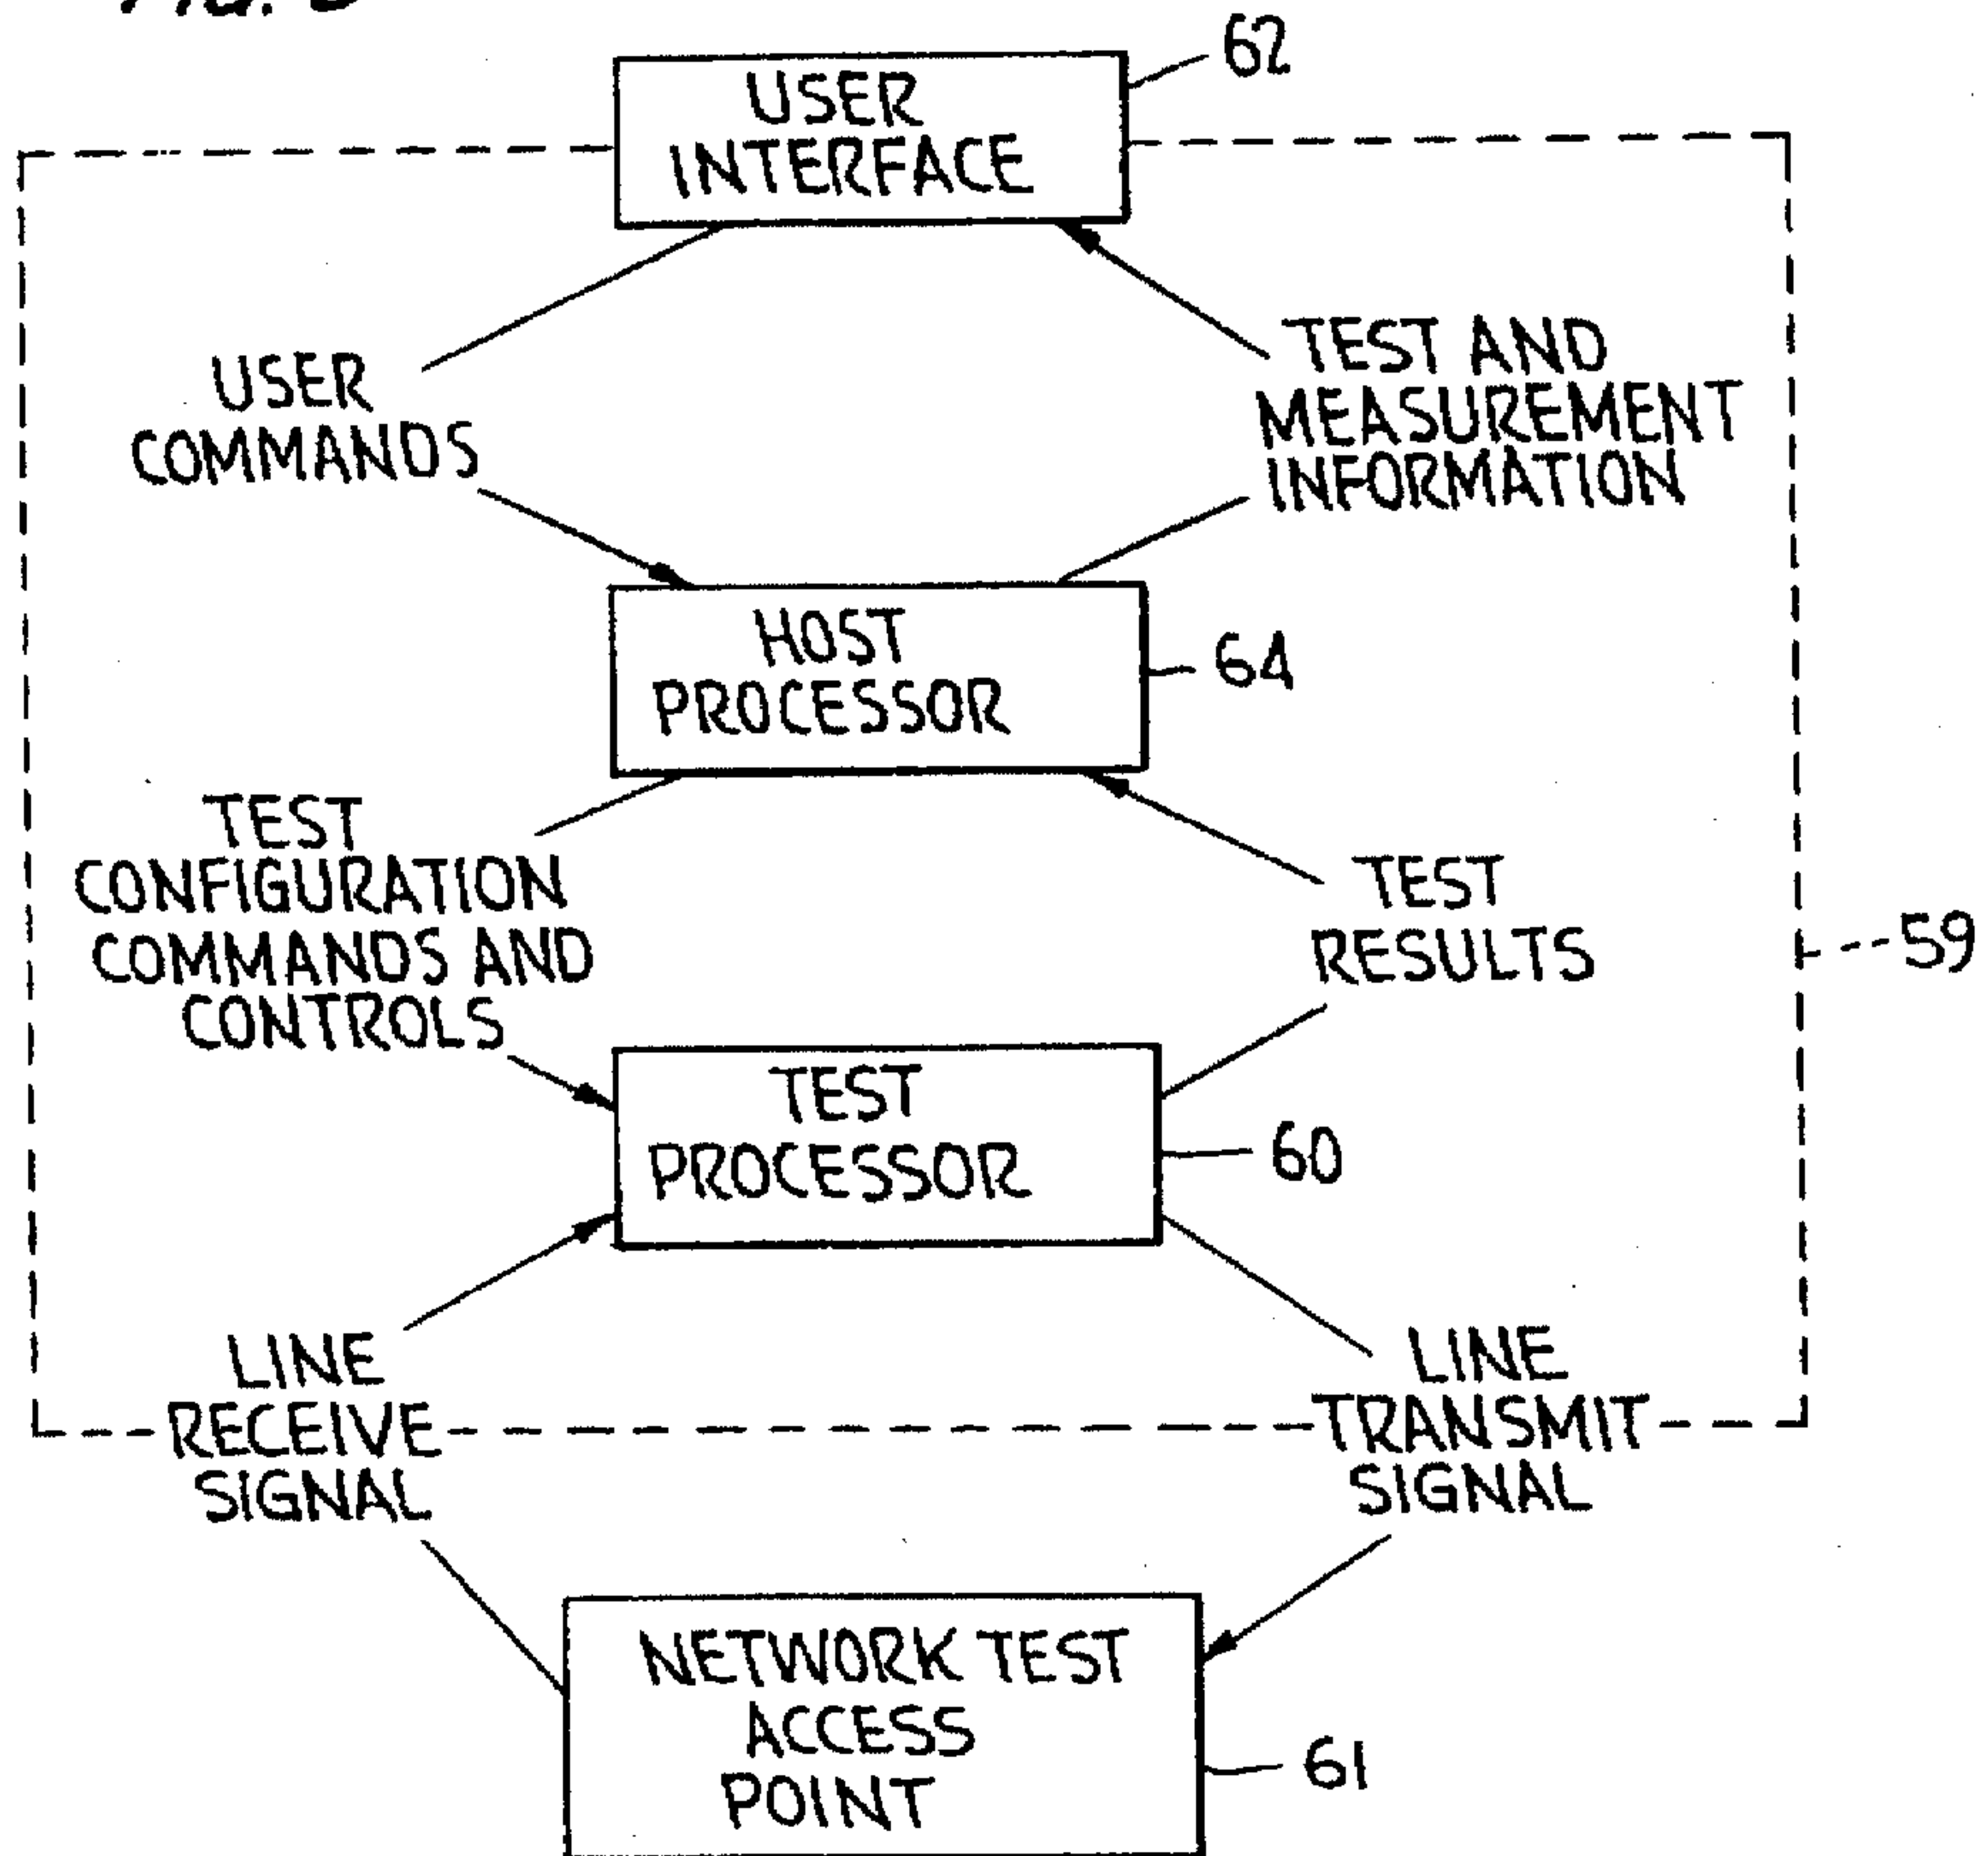 62
USER
INTERFACE
USER
COMMANDS
TEST AND
MEASUREMENT
INFORMATION
HOST
PROCESSOR
64
TEST
CONFIGURATION
COMMANDS AND
CONTROLS
TEST
RESULTS
59
TEST
PROCESSOR
60
LINE
RECEIVE
SIGNAL
LINE
TRANSMIT
SIGNAL
NETWORK TEST
ACCESS
POINT
61